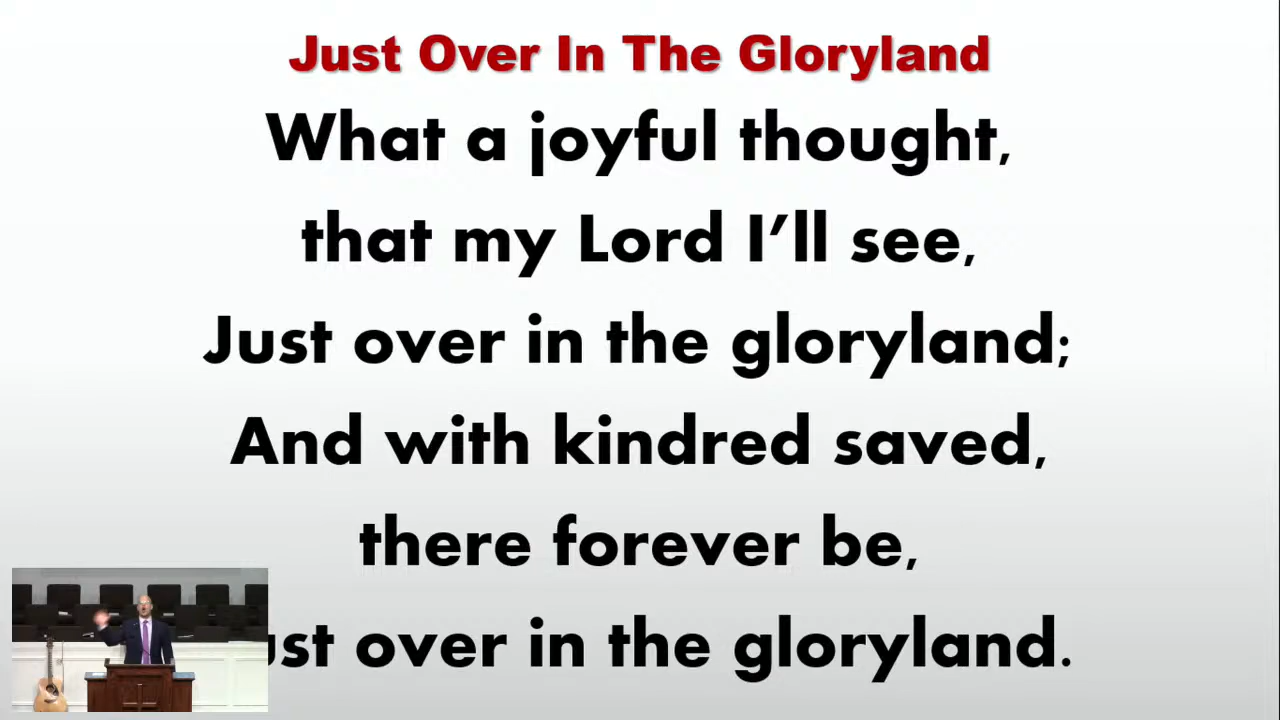 Just Over In The Gloryland
What a joyful thought,
that my Lord I’ll see,
Just over in the gloryland;
And with kindred saved,
there forever be,
ust over in the gloryland.